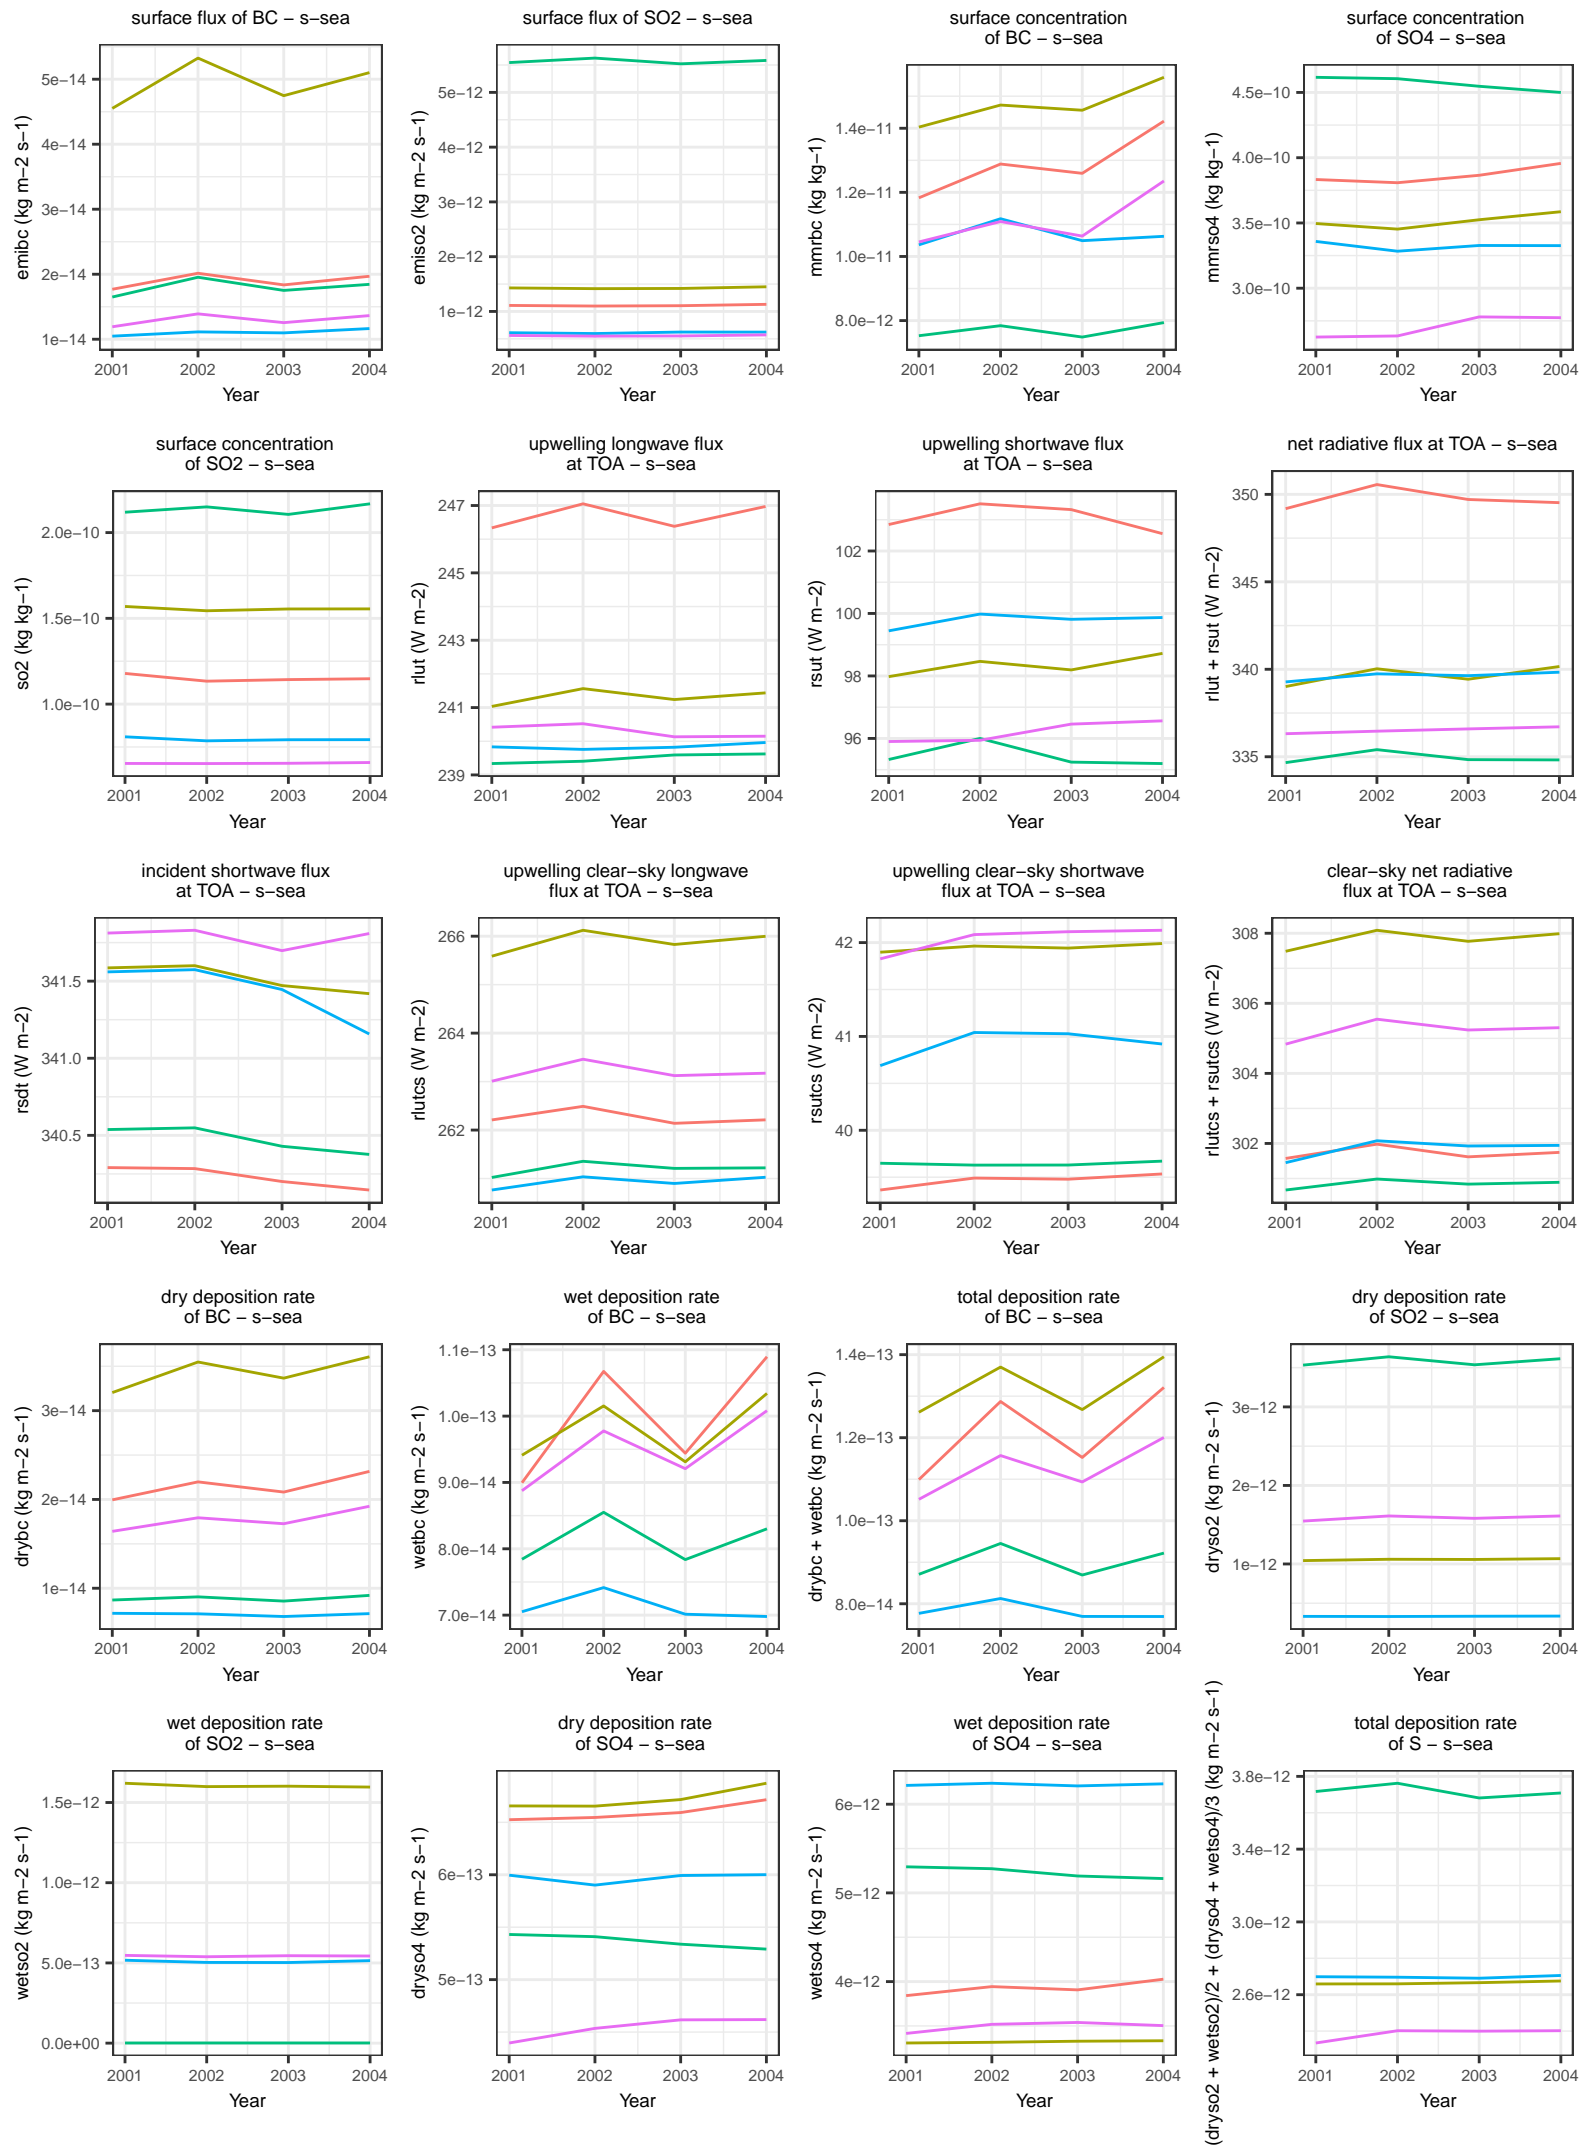 surface flux of BC − s−sea
5e−14
4e−14
3e−14
2e−14
1e−14
emibc (kg m−2 s−1)
2001 2002 2003 2004
Year
surface flux of SO2 − s−sea
5e−12
4e−12
3e−12
2e−12
1e−12
emiso2 (kg m−2 s−1)
2001 2002 2003 2004
Year
surface concentration
of BC − s−sea
1.4e−11
1.2e−11
1.0e−11
8.0e−12
mmrbc (kg kg−1)
2001 2002 2003 2004
Year
surface concentration
of SO4 − s−sea
4.5e−10
4.0e−10
3.5e−10
3.0e−10
mmrso4 (kg kg−1)
2001 2002 2003 2004
Year
surface concentration
of SO2 − s−sea
2.0e−10
1.5e−10
1.0e−10
so2 (kg kg−1)
2001 2002 2003 2004
Year
upwelling longwave flux
at TOA − s−sea
247
245
243
241
239
rlut (W m−2)
2001 2002 2003 2004
Year
upwelling shortwave flux
at TOA − s−sea
102
100
98
96
rsut (W m−2)
2001 2002 2003 2004
Year
net radiative flux at TOA − s−sea
350
345
340
335
rlut + rsut (W m−2)
2001 2002 2003 2004
Year
incident shortwave flux
at TOA − s−sea
341.5
341.0
340.5
rsdt (W m−2)
2001 2002 2003 2004
Year
upwelling clear−sky longwave
flux at TOA − s−sea
266
264
262
rlutcs (W m−2)
2001 2002 2003 2004
Year
upwelling clear−sky shortwave
flux at TOA − s−sea
42
41
40
rsutcs (W m−2)
2001 2002 2003 2004
Year
clear−sky net radiative
flux at TOA − s−sea
308
306
304
302
rlutcs + rsutcs (W m−2)
2001 2002 2003 2004
Year
dry deposition rate
of BC − s−sea
3e−14
2e−14
1e−14
drybc (kg m−2 s−1)
2001 2002 2003 2004
Year
wet deposition rate
of BC − s−sea
1.1e−13
1.0e−13
9.0e−14
8.0e−14
7.0e−14
wetbc (kg m−2 s−1)
2001 2002 2003 2004
Year
total deposition rate
of BC − s−sea
1.4e−13
1.2e−13
1.0e−13
8.0e−14
drybc + wetbc (kg m−2 s−1)
2001 2002 2003 2004
Year
dry deposition rate
of SO2 − s−sea
3e−12
2e−12
1e−12
dryso2 (kg m−2 s−1)
2001 2002 2003 2004
Year
wet deposition rate
of SO2 − s−sea
1.5e−12
1.0e−12
5.0e−13
0.0e+00
wetso2 (kg m−2 s−1)
2001 2002 2003 2004
Year
dry deposition rate
of SO4 − s−sea
6e−13
5e−13
dryso4 (kg m−2 s−1)
2001 2002 2003 2004
Year
wet deposition rate
of SO4 − s−sea
6e−12
5e−12
4e−12
wetso4 (kg m−2 s−1)
2001 2002 2003 2004
Year
total deposition rate
of S − s−sea
3.8e−12
3.4e−12
3.0e−12
2.6e−12
(dryso2 + wetso2)/2 + (dryso4 + wetso4)/3 (kg m−2 s−1)
2001 2002 2003 2004
Year